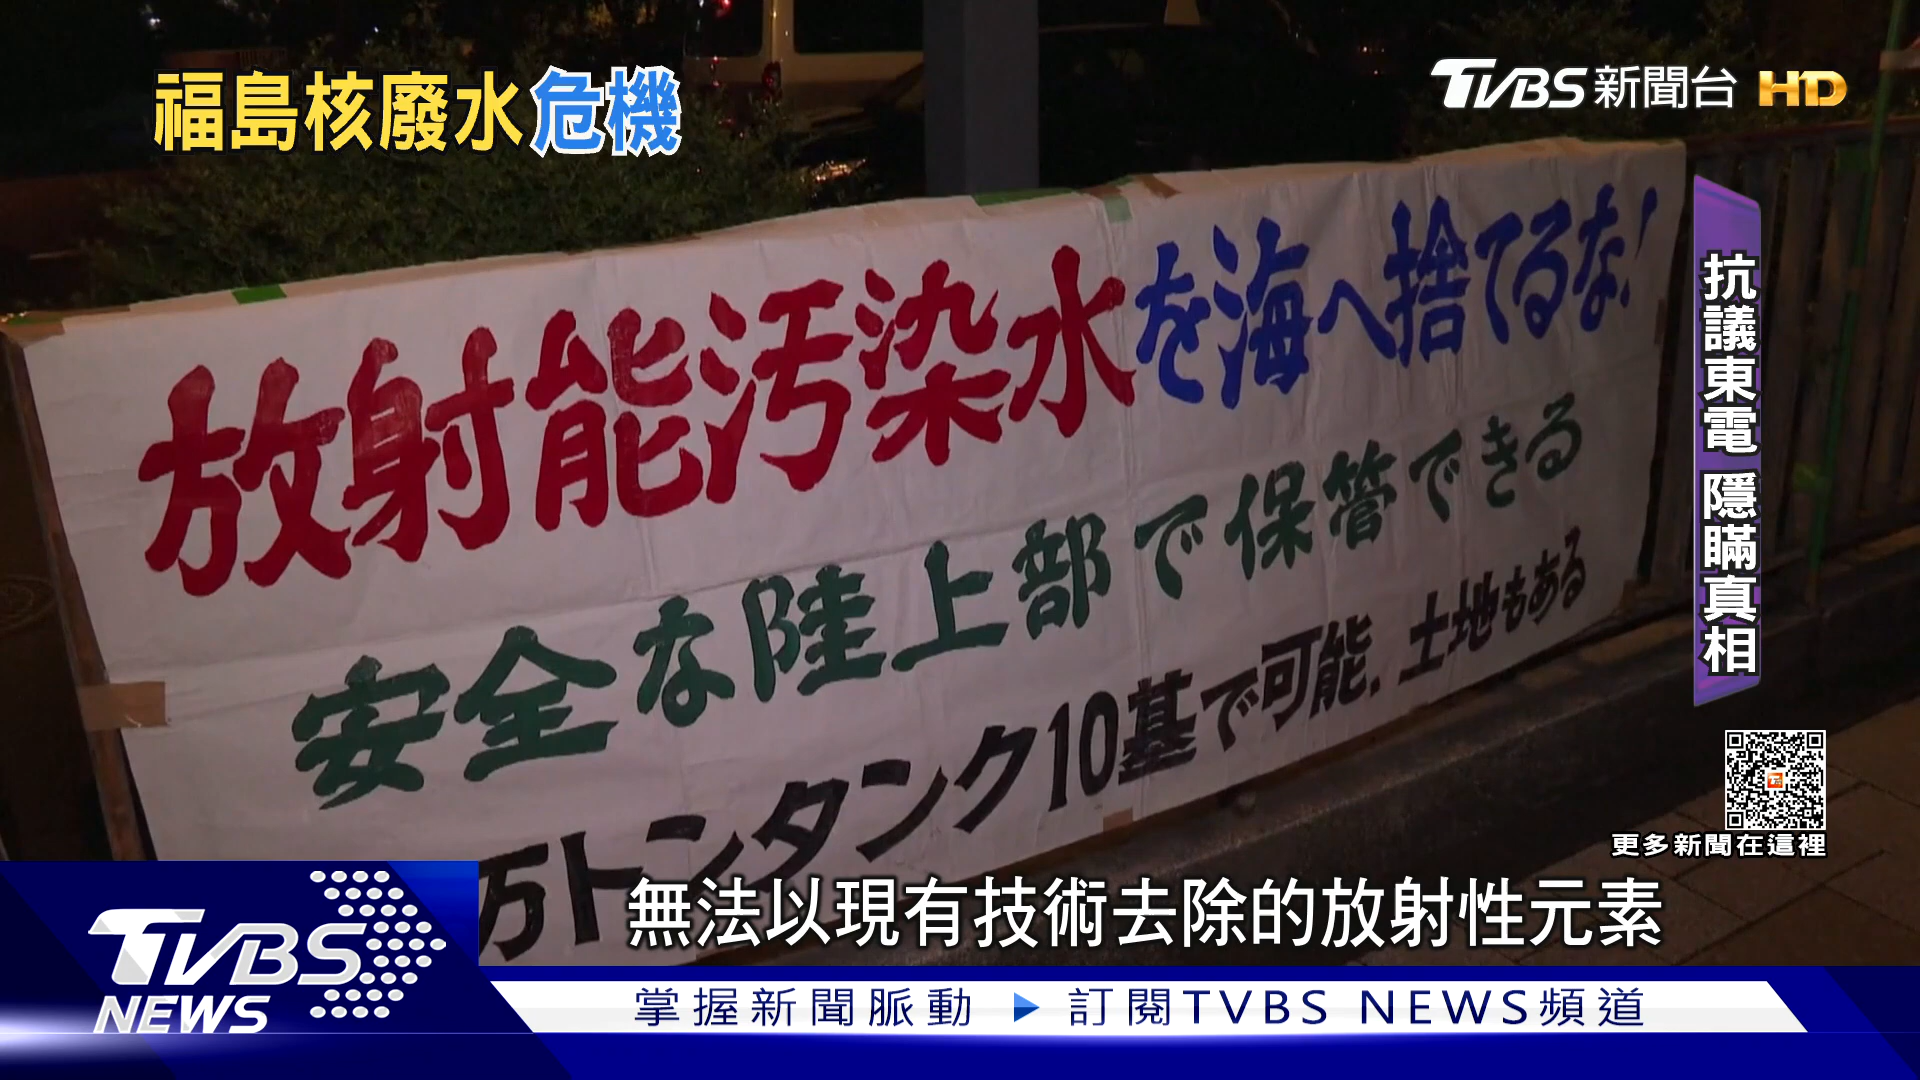 福島核廢水危機
TVBS新聞台 HD
放射能汚染水を海へ捨てるな!
安全な陸上部で保管できる
万トンタンク10基で可能.土地もある
抗議東電 隱瞞真相
更多新聞在這裡
無法以現有技術去除的放射性元素
TVBS NEWS
掌握新聞脈動 ▶ 訂閱TVBS NEWS頻道